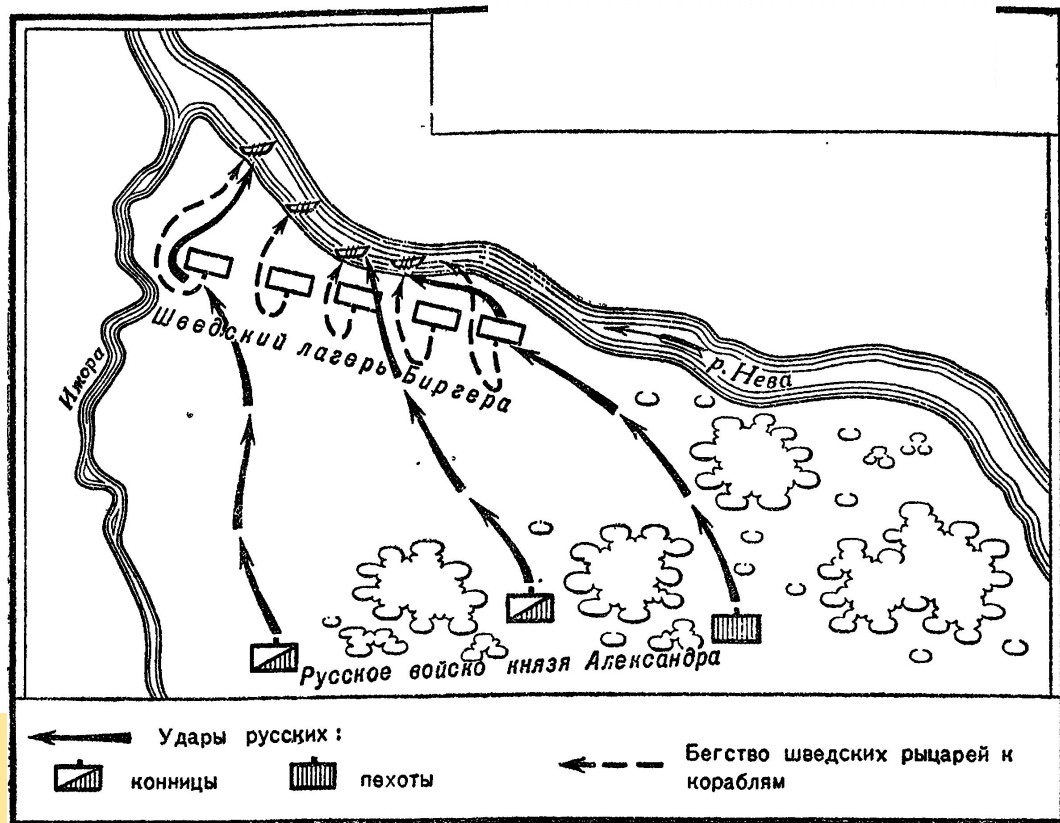 Ижора
Шведский лагерь Биргера
р. Нева
Русское войско князя Александра
Удары русских:
конницы
пехоты
Бегство шведских рыцарей к
кораблям